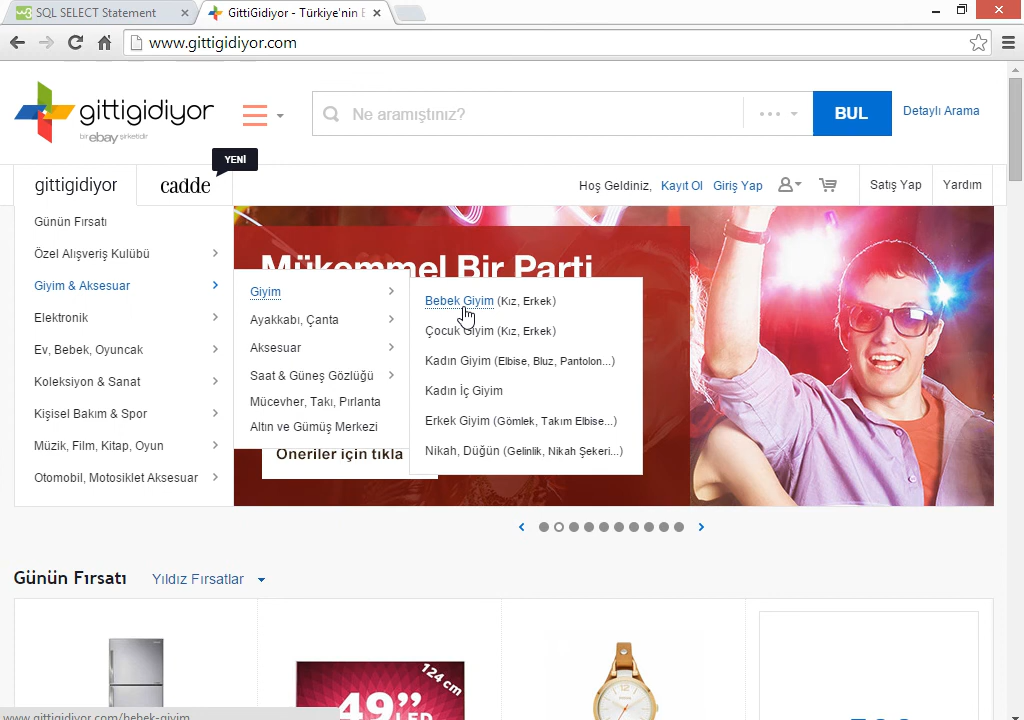 SQL SELECT Statement
GittiGidiyor - Türkiye'nin E
www.gittigidiyor.com
gittigidiyor
bir ebay şirketidir
Ne aramıştınız?
BUL
Detaylı Arama
YENİ
gittigidiyor
cadde
Hoş Geldiniz, Kayıt Ol Giriş Yap
Satış Yap
Yardım
Günün Fırsatı
Özel Alışveriş Kulübü
Giyim & Aksesuar
Elektronik
Ev, Bebek, Oyuncak
Koleksiyon & Sanat
Kişisel Bakım & Spor
Müzik, Film, Kitap, Oyun
Otomobil, Motosiklet Aksesuar
Mükemmel Bir Parti
Giyim
Ayakkabı, Çanta
Aksesuar
Saat & Güneş Gözlüğü
Mücevher, Takı, Pırlanta
Altın ve Gümüş Merkezi
Öneriler için tıkla
Bebek Giyim (Kız, Erkek)
Çocuk Giyim (Kız, Erkek)
Kadın Giyim (Elbise, Bluz, Pantolon...)
Kadın İç Giyim
Erkek Giyim (Gömlek, Takım Elbise...)
Nikah, Düğün (Gelinlik, Nikah Şekeri...)
Günün Fırsatı
Yıldız Fırsatlar
124 cm
49’’
LED
www.gittigidiyor.com/bebek-giyim